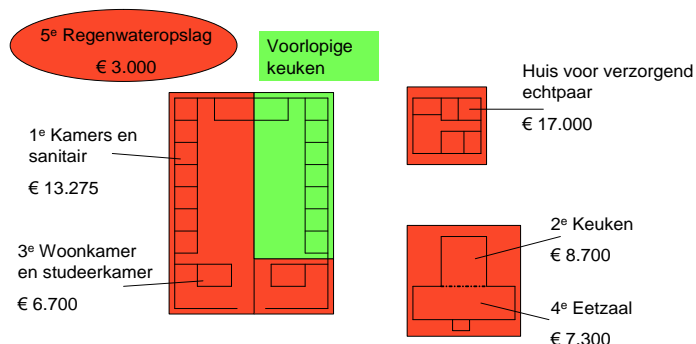 5e Regenwateropslag
€ 3.000
Voorlopige
keuken
Huis voor verzorgend
echtpaar
€ 17.000
1e Kamers en
sanitair
€ 13.275
2e Keuken
€ 8.700
3e Woonkamer
en studeerkamer
€ 6.700
4e Eetzaal
€ 7.300